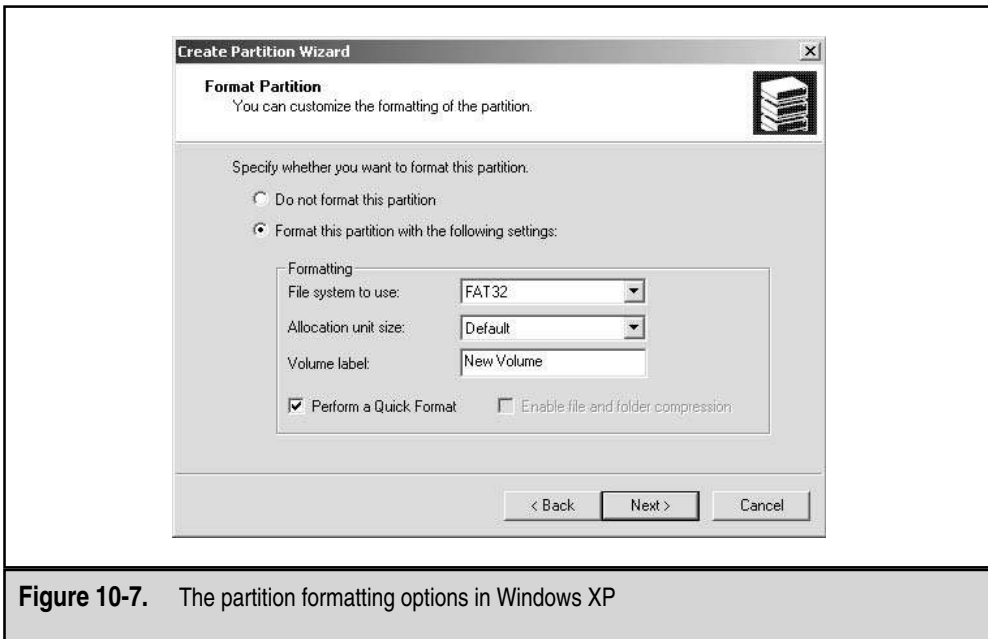 Create Partition Wizard
Format Partition
You can customize the formatting of the partition.
Specify whether you want to format this partition.
Do not format this partition
Format this partition with the following settings:
Formatting
File system to use: FAT32
Allocation unit size: Default
Volume label: New Volume
Perform a Quick Format Enable file and folder compression
< Back Next > Cancel
Figure 10-7. The partition formatting options in Windows XP